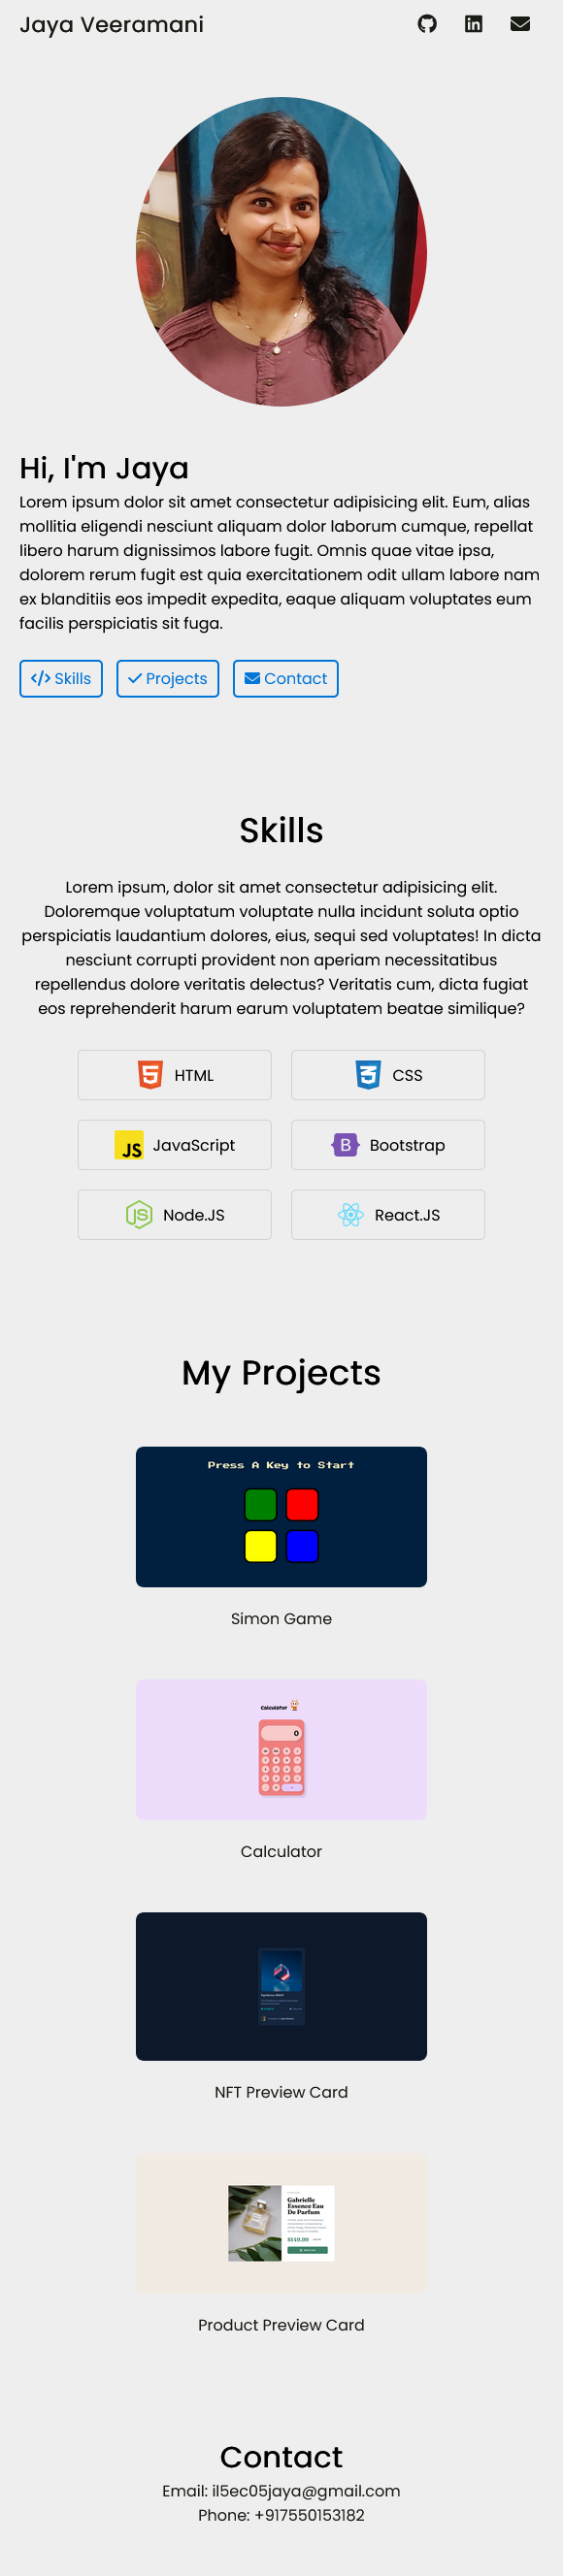 Jaya Veeramani
Hi, I'm Jaya
Lorem ipsum dolor sit amet consectetur adipisicing elit. Eum, alias
mollitia eligendi nesciunt aliquam dolor laborum cumque, repellat
libero harum dignissimos labore fugit. Omnis quae vitae ipsa,
dolorem rerum fugit est quia exercitationem odit ullam labore nam
ex blanditiis eos impedit expedita, eaque aliquam voluptates eum
facilis perspiciatis sit fuga.
Skills Projects Contact
Skills
Lorem ipsum, dolor sit amet consectetur adipisicing elit.
Doloremque voluptatum voluptate nulla incidunt soluta optio
perspiciatis laudantium dolores, eius, sequi sed voluptates! In dicta
nesciunt corrupti provident non aperiam necessitatibus
repellendus dolore veritatis delectus? Veritatis cum, dicta fugiat
eos reprehenderit harum earum voluptatem beatae similique?
HTML CSS
JS JavaScript B Bootstrap
Node.JS React.JS
My Projects
Press A Key to Start
Simon Game
Calculator
0
Calculator
NFT Preview Card
Gabrielle
Essence Eau
De Parfum
$149.99
Product Preview Card
Contact
Email: il5ec05jaya@gmail.com
Phone: +917550153182